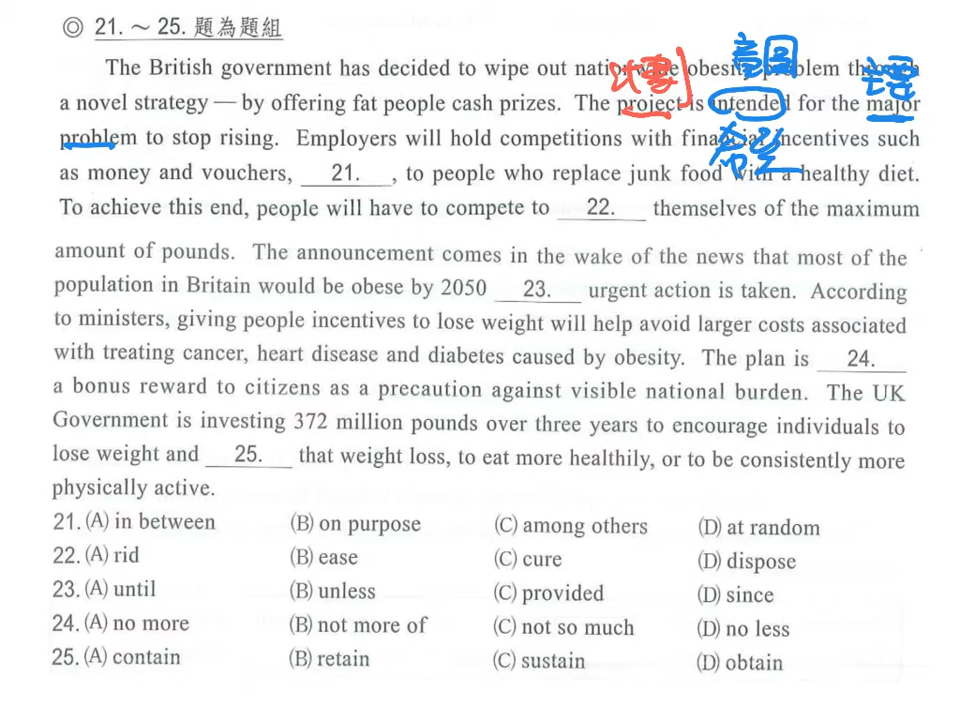 ◎ 21. ～ 25. 題為題組
計劃 意圖 主要
The British government has decided to wipe out nationwide obesity problem through
a novel strategy — by offering fat people cash prizes. The project is intended for the major
problem to stop rising. Employers will hold competitions with financial incentives such
希望
as money and vouchers, 21. , to people who replace junk food with a healthy diet.
To achieve this end, people will have to compete to 22. themselves of the maximum
amount of pounds. The announcement comes in the wake of the news that most of the
population in Britain would be obese by 2050 23. urgent action is taken. According
to ministers, giving people incentives to lose weight will help avoid larger costs associated
with treating cancer, heart disease and diabetes caused by obesity. The plan is 24.
a bonus reward to citizens as a precaution against visible national burden. The UK
Government is investing 372 million pounds over three years to encourage individuals to
lose weight and 25. that weight loss, to eat more healthily, or to be consistently more
physically active.
21. (A) in between (B) on purpose (C) among others (D) at random
22. (A) rid (B) ease (C) cure (D) dispose
23. (A) until (B) unless (C) provided (D) since
24. (A) no more (B) not more of (C) not so much (D) no less
25. (A) contain (B) retain (C) sustain (D) obtain